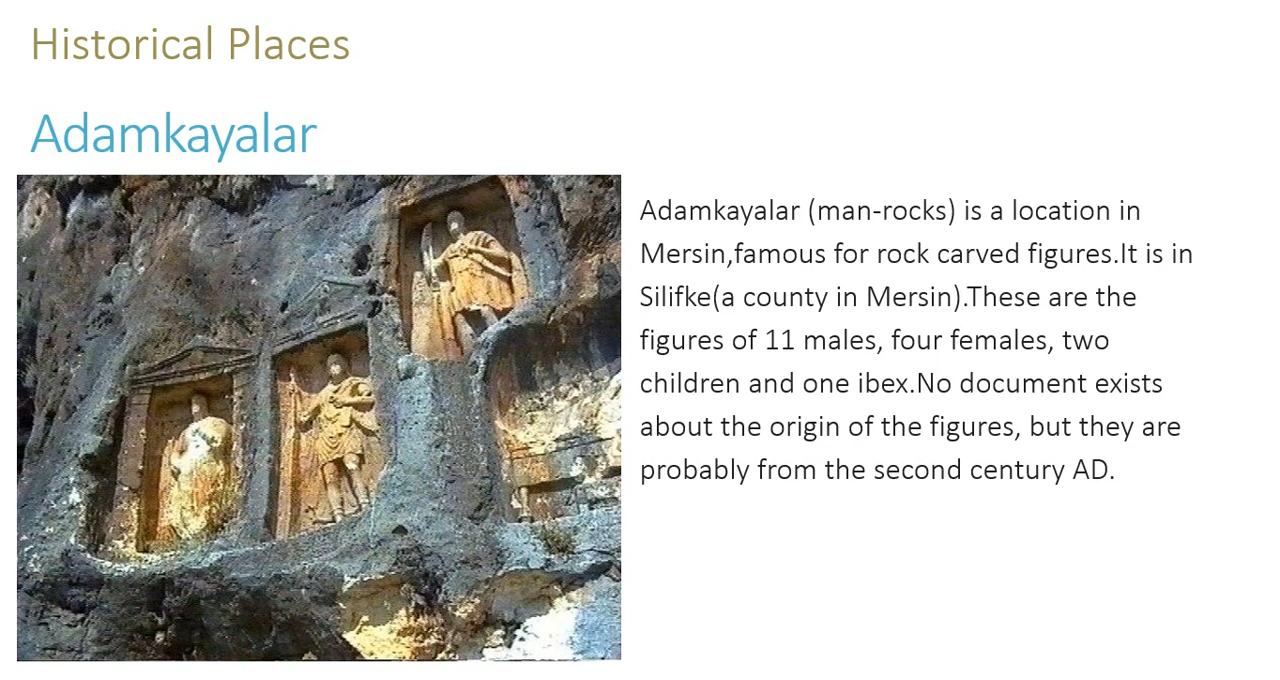 Historical Places
Adamkayalar
Adamkayalar (man-rocks) is a location in
Mersin,famous for rock carved figures.It is in
Silifke(a county in Mersin).These are the
figures of 11 males, four females, two
children and one ibex.No document exists
about the origin of the figures, but they are
probably from the second century AD.